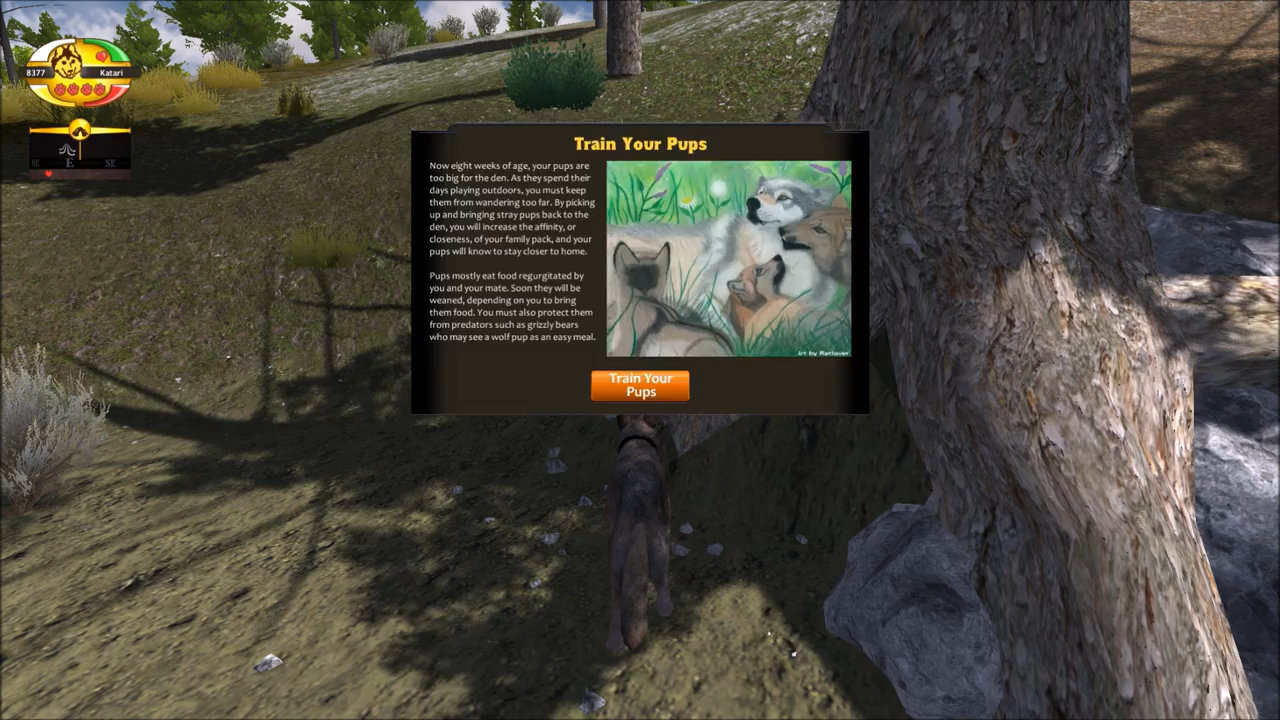 8377
Katari
SE
E
SE
Train Your Pups
Now eight weeks of age, your pups are
too big for the den. As they spend their
days playing outdoors, you must keep
them from wandering too far. By picking
up and bringing stray pups back to the
den, you will increase the affinity, or
closeness, of your family pack, and your
pups will know to stay closer to home.
Pups mostly eat food regurgitated by
you and your mate. Soon they will be
weaned, depending on you to bring
them food. You must also protect them
from predators such as grizzly bears
who may see a wolf pup as an easy meal.
Art by Ratlover
Train Your
Pups